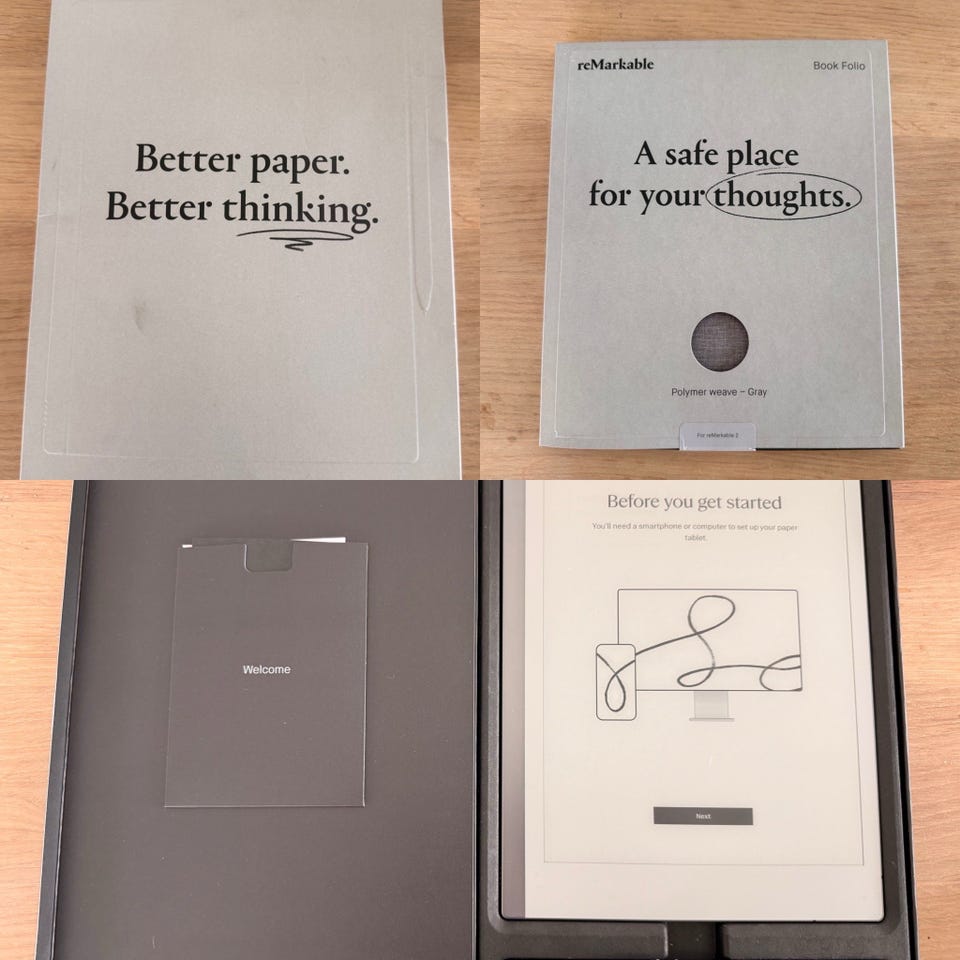 Better paper.
Better thinking.
reMarkable
Book Folio
A safe place
for your thoughts.
Polymer weave – Gray
For reMarkable 2
Welcome
Before you get started
You'll need a smartphone or computer to set up your paper
tablet.
Next